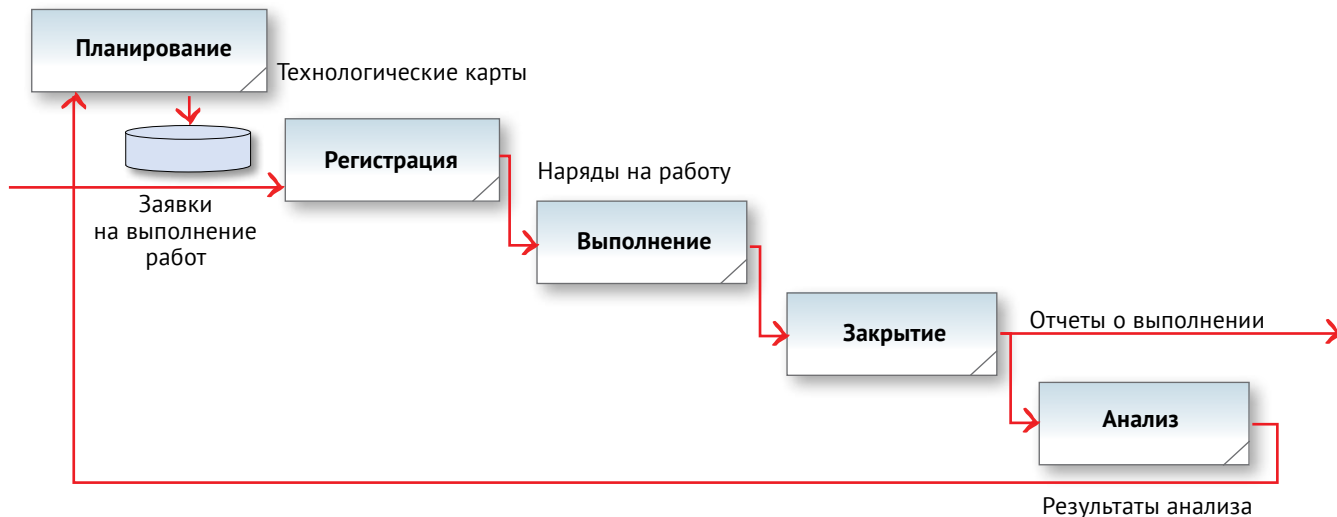 Планирование
Технологические карты
Регистрация
Заявки
на выполнение
работ
Наряды на работу
Выполнение
Закрытие
Отчеты о выполнении
Анализ
Результаты анализа